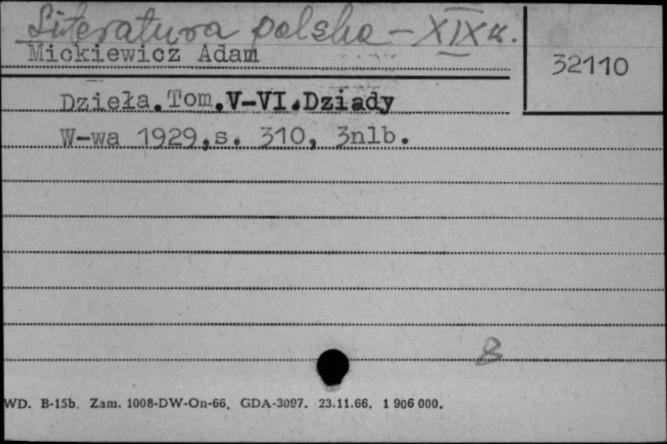 Literatura polska – XIX w.
Mickiewicz Adam
32110
Dzieła. Tom. V-VI. Dziady
W-wa 1929, s. 310, 3nlb.
8
WD. B-15b. Zam. 1008-DW-On-66. GDA-3097. 23.11.66. 1 906 000.